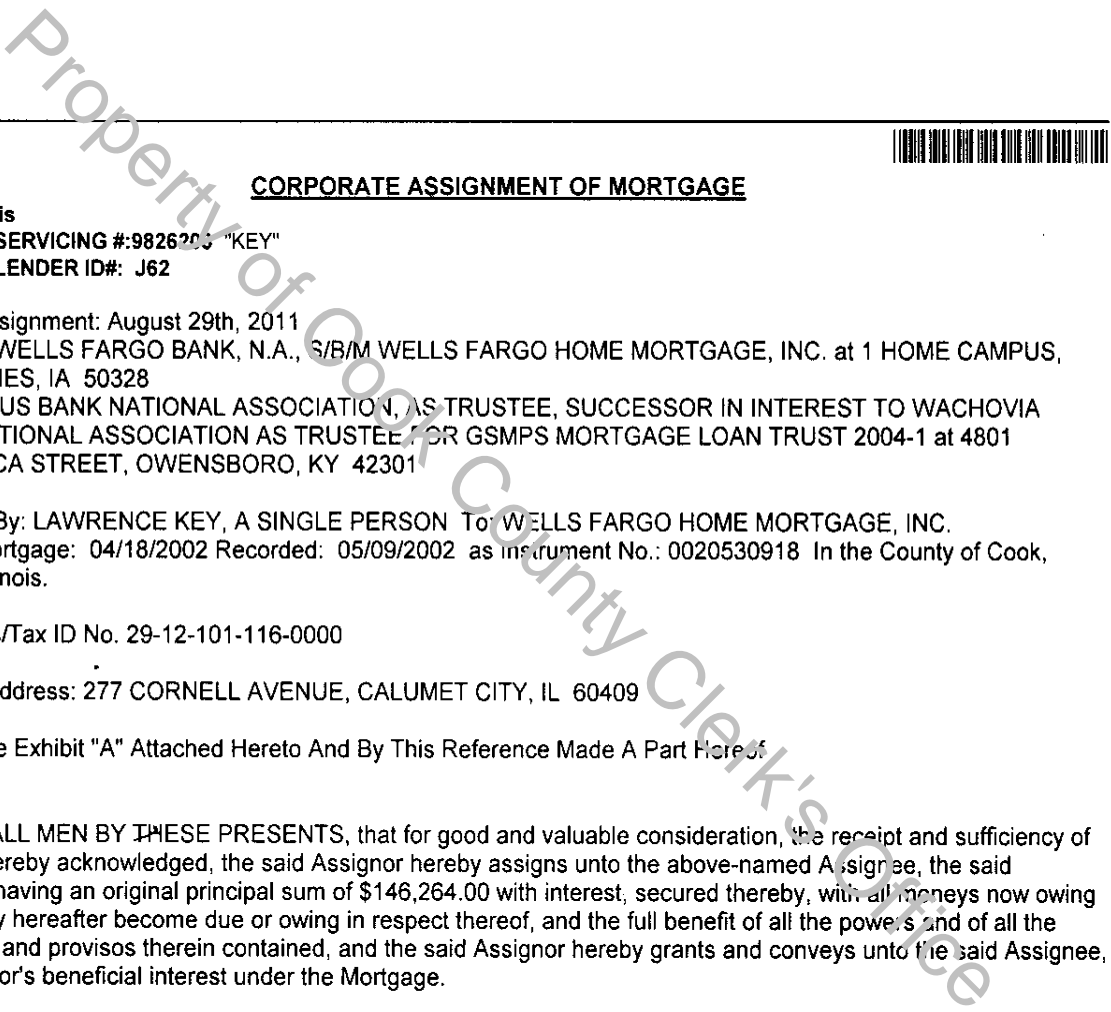 Property of Cook County Clerk's Office
CORPORATE ASSIGNMENT OF MORTGAGE
is
SERVICING #: "KEY"
LENDER ID#: J62
signment: August 29th, 2011
WELLS FARGO BANK, N.A., S/B/M WELLS FARGO HOME MORTGAGE, INC. at 1 HOME CAMPUS,
IES, IA 50328
US BANK NATIONAL ASSOCIATION, AS TRUSTEE, SUCCESSOR IN INTEREST TO WACHOVIA
TIONAL ASSOCIATION AS TRUSTEE FOR GSMPS MORTGAGE LOAN TRUST 2004-1 at 4801
CA STREET, OWENSBORO, KY 42301
By: LAWRENCE KEY, A SINGLE PERSON To: WELLS FARGO HOME MORTGAGE, INC.
ortgage: 04/18/2002 Recorded: 05/09/2002 as Instrument No.: 0020530918 In the County of Cook,
nois.
/Tax ID No. 29-12-101-116-0000
ddress: 277 CORNELL AVENUE, CALUMET CITY, IL 60409
e Exhibit "A" Attached Hereto And By This Reference Made A Part Hereof
ALL MEN BY THESE PRESENTS, that for good and valuable consideration, the receipt and sufficiency of
ereby acknowledged, the said Assignor hereby assigns unto the above-named Assignee, the said
having an original principal sum of $146,264.00 with interest, secured thereby, with all moneys now owing
y hereafter become due or owing in respect thereof, and the full benefit of all the powers and of all the
and provisos therein contained, and the said Assignor hereby grants and conveys unto the said Assignee,
or's beneficial interest under the Mortgage.